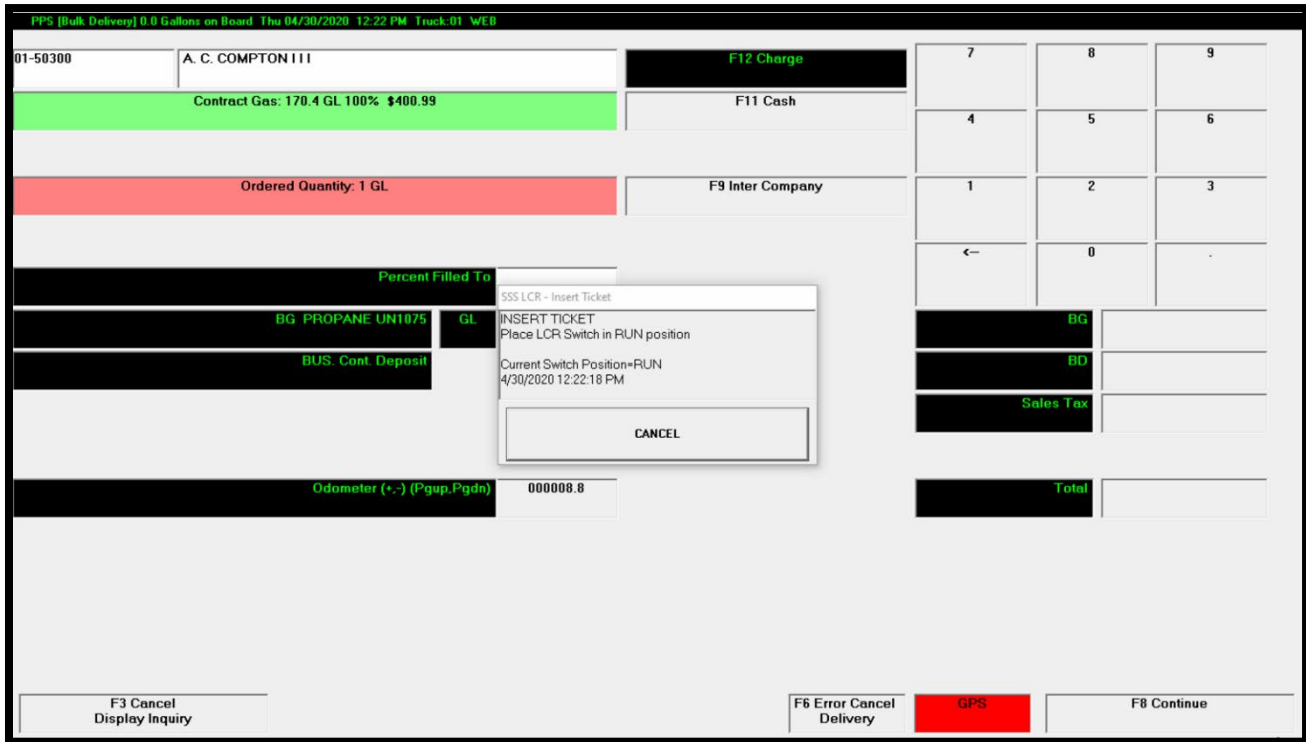 PPS [Bulk Delivery] 0.0 Gallons on Board Thu 04/30/2020 12:22 PM Truck:01 WEB
01-50300
A. C. COMPTON I I I
F12 Charge
7
8
9
Contract Gas: 170.4 GL 100% $400.99
F11 Cash
4
5
6
Ordered Quantity: 1 GL
F9 Inter Company
1
2
3
<--
0
.
Percent Filled To
SSS LCR - Insert Ticket
INSERT TICKET
Place LCR Switch in RUN position
Current Switch Position=RUN
4/30/2020 12:22:18 PM
CANCEL
BG PROPANE UN1075
GL
BG
BUS. Cont. Deposit
BD
Sales Tax
Odometer (+,-) (Pgup,Pgdn)
000008.8
Total
F3 Cancel
Display Inquiry
F6 Error Cancel
Delivery
GPS
F8 Continue